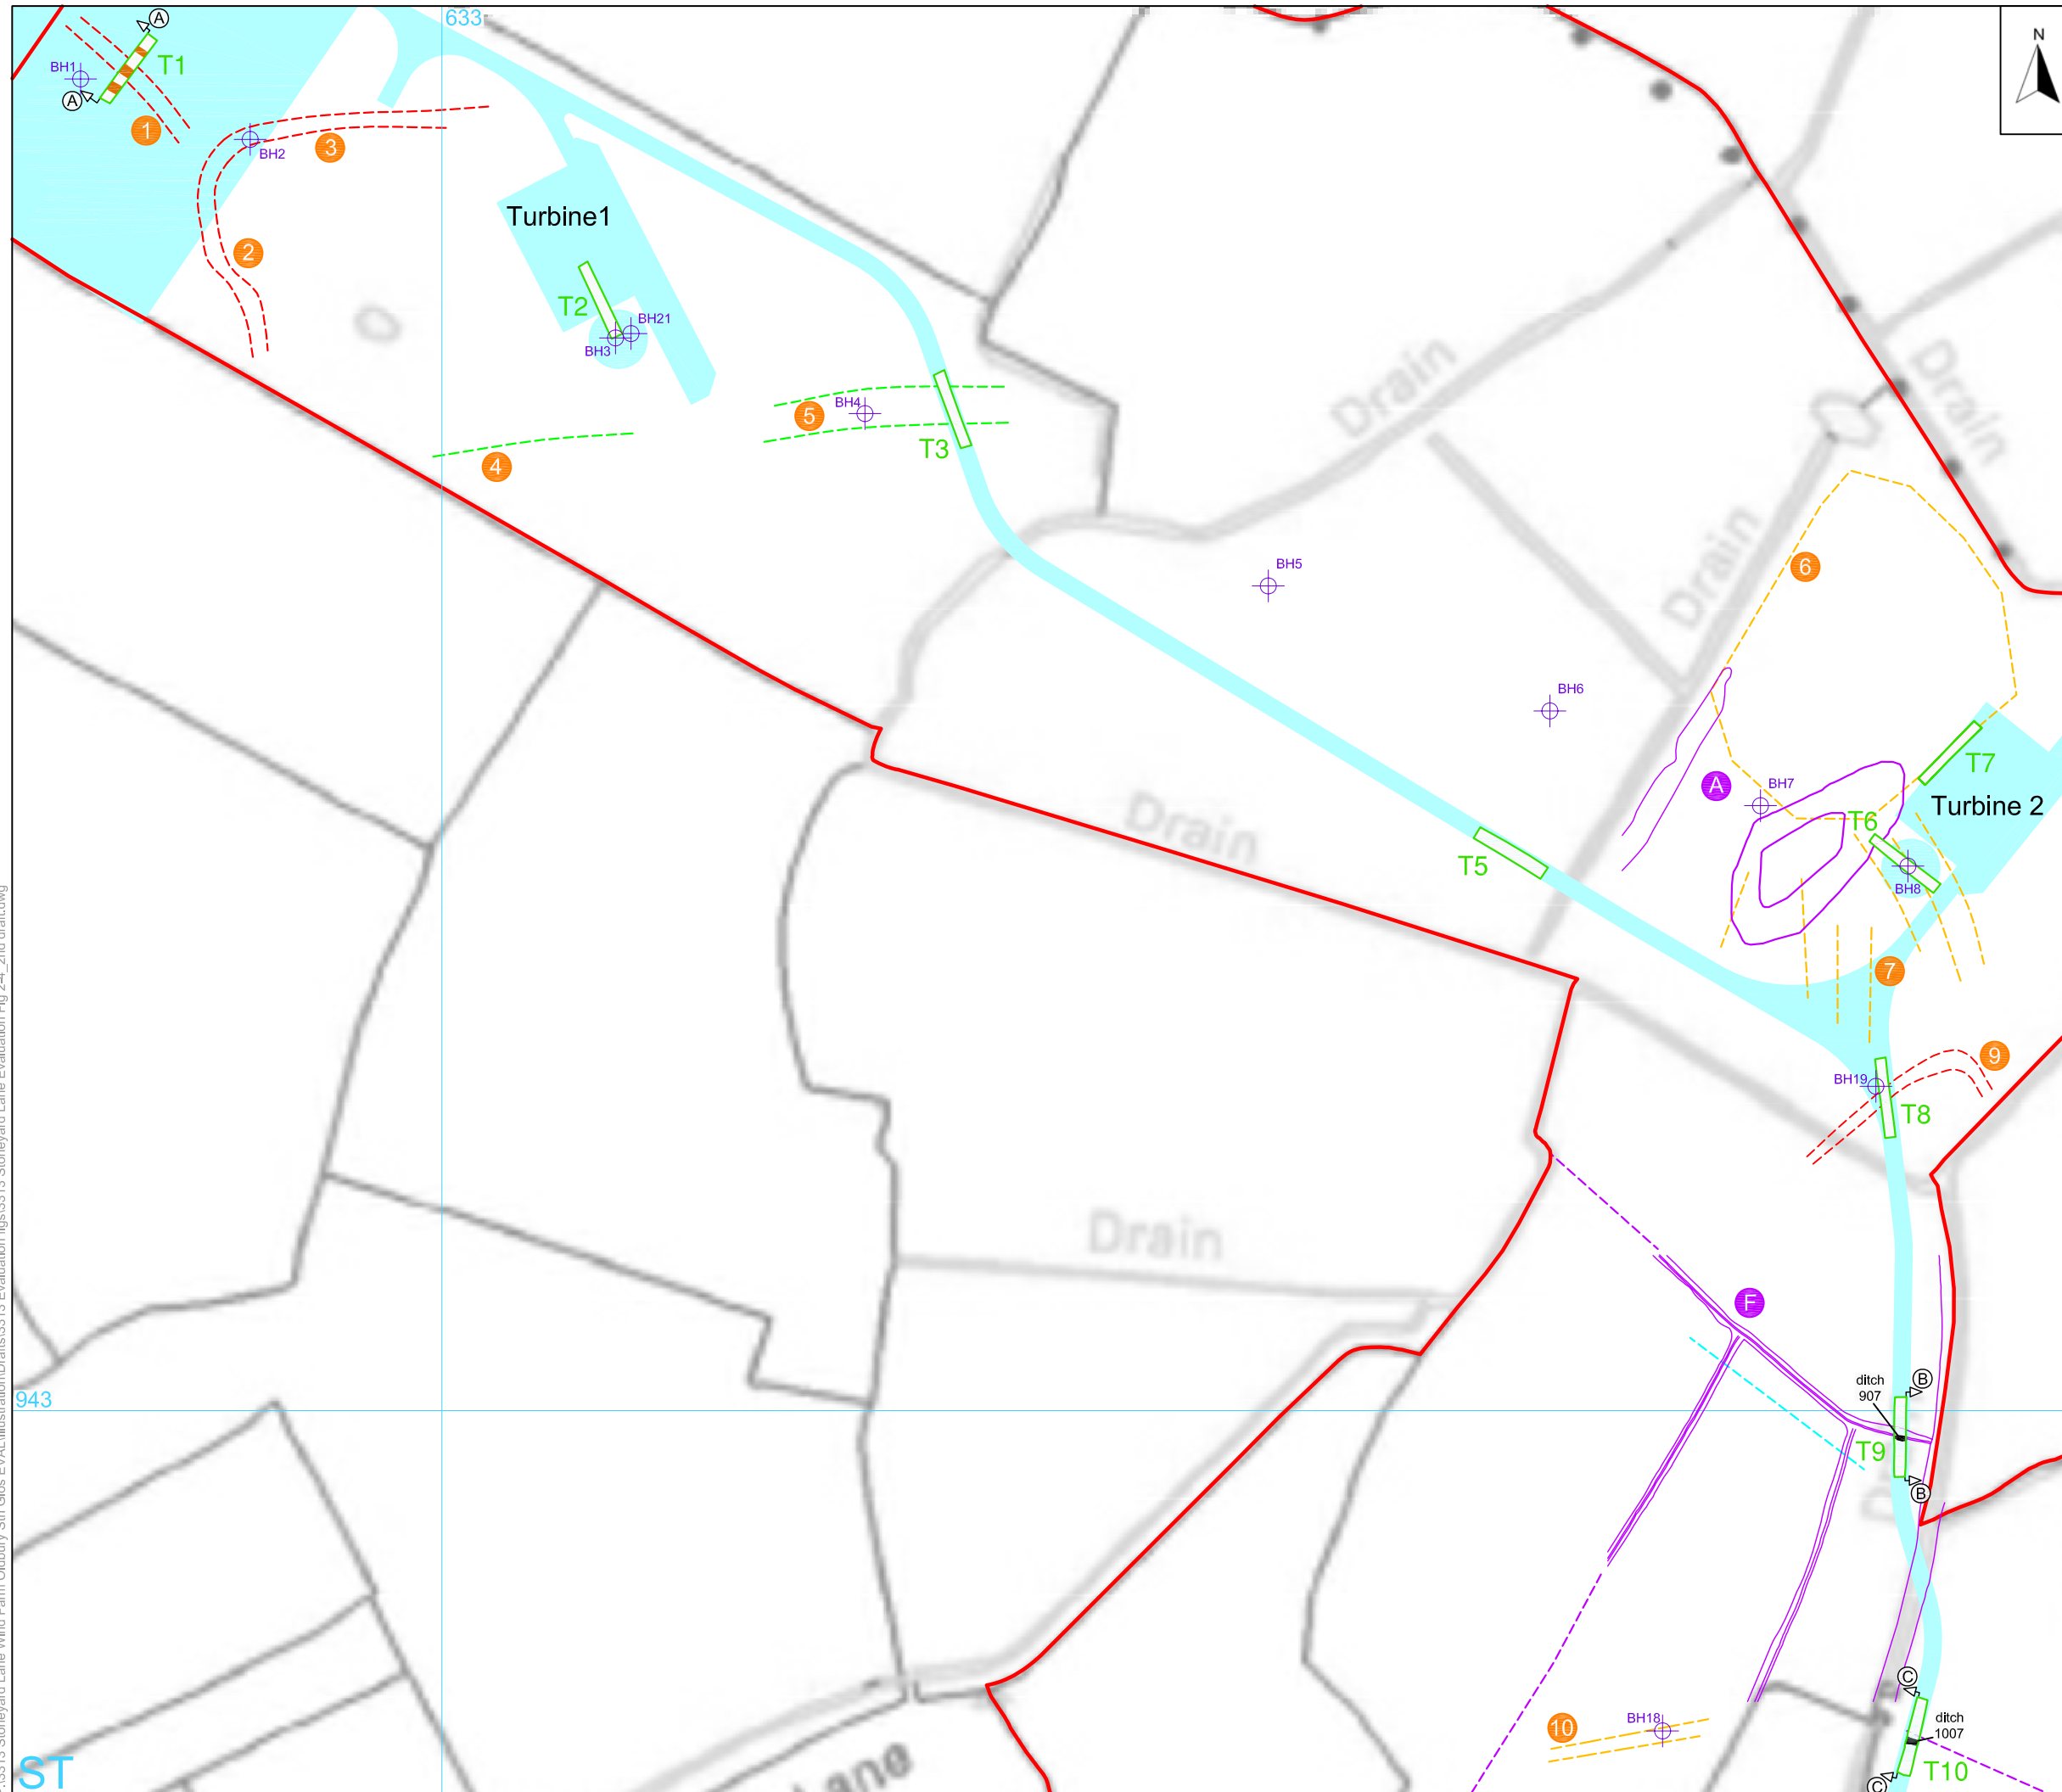 633
N
A
T1
BH1
A
1
BH2
3
2
Turbine1
T2
BH21
BH3
BH4
5
T3
4
Drain
Drain
Drain
6
BH5
BH6
A
BH7
T7
Turbine 2
T6
BH8
Drain
T5
7
9
BH19
T8
Drain
F
943
ditch
907
B
T9
B
C
10
BH18
ditch
1007
T10
C
ST
Lane